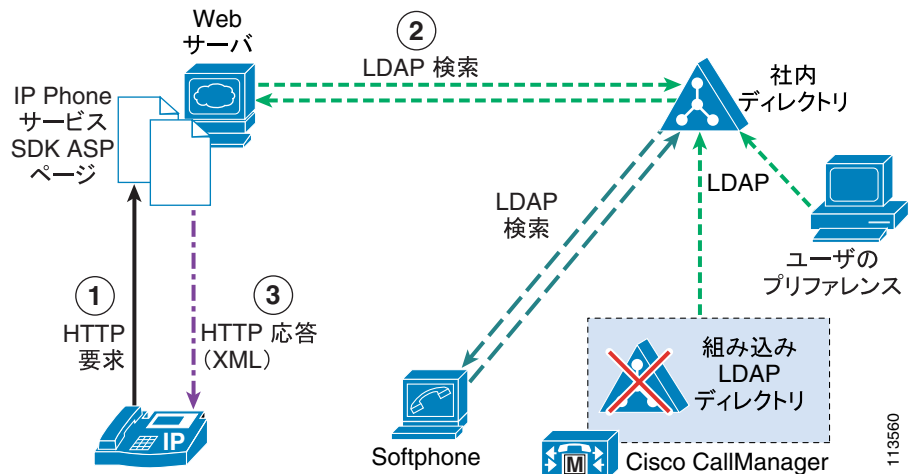 Web
サーバ
②
LDAP 検索
社内
ディレクトリ
IP Phone
サービス
SDK ASP
ページ
LDAP
LDAP
検索
ユーザの
プリファレンス
①
HTTP
要求
③
HTTP 応答
（XML）
組み込み
LDAP
ディレクトリ
IP
Softphone
M
Cisco CallManager
113560